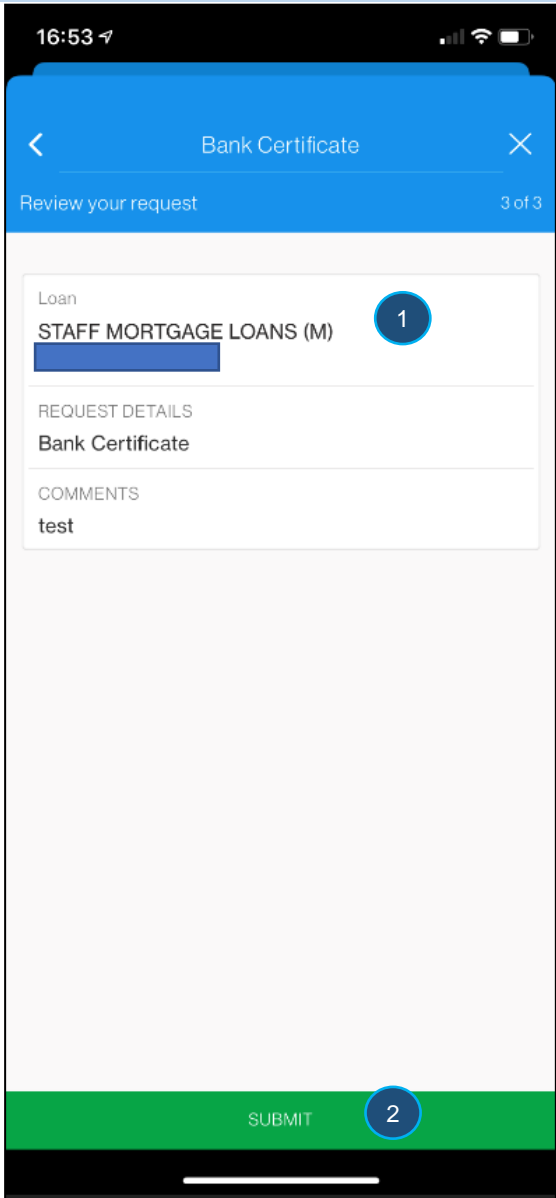 16:53
Bank Certificate
Review your request 3 of 3
Loan
STAFF MORTGAGE LOANS (M)
1
REQUEST DETAILS
Bank Certificate
COMMENTS
test
SUBMIT
2